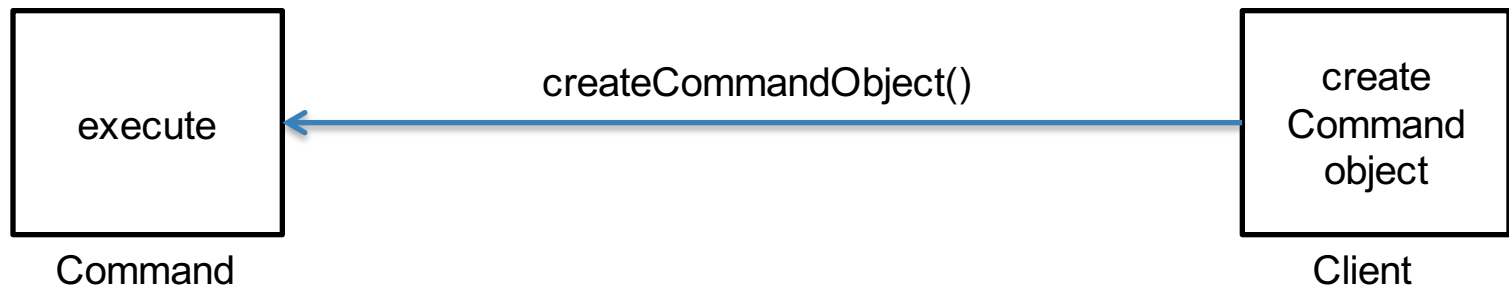 execute
createCommandObject()
create
Command
object
Command
Client